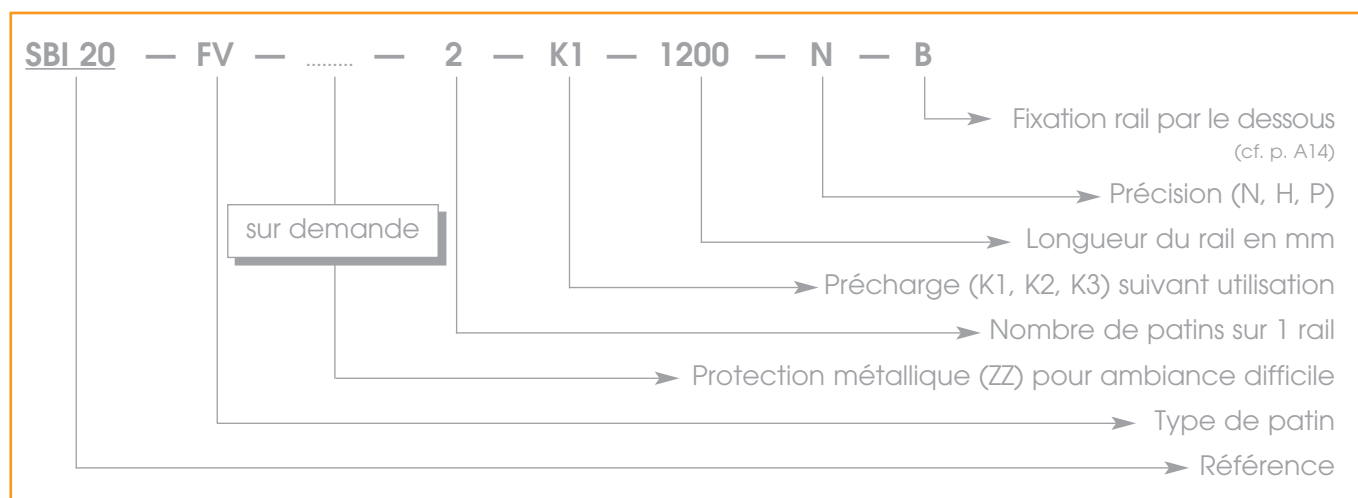 SBI 20 — FV — ......... — 2 — K1 — 1200 — N — B
Fixation rail par le dessous
(cf. p. A14)
Précision (N, H, P)
sur demande
Longueur du rail en mm
Précharge (K1, K2, K3) suivant utilisation
Nombre de patins sur 1 rail
Protection métallique (ZZ) pour ambiance difficile
Type de patin
Référence